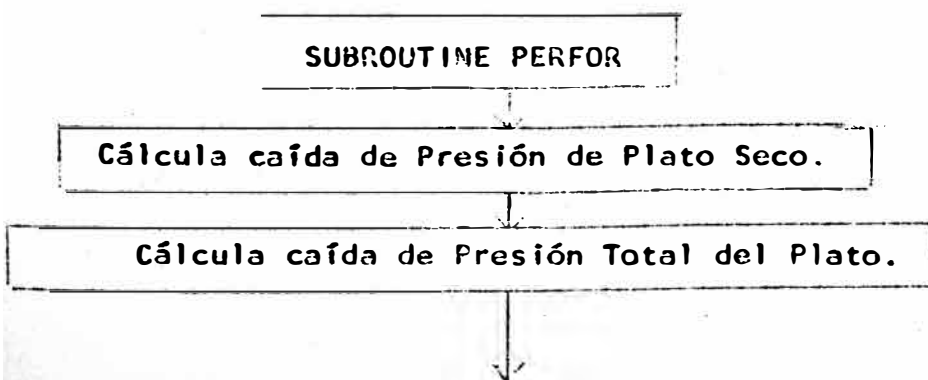 SUBROUTINE PERFOR
Cálcula caída de Presión de Plato Seco.
Cálcula caída de Presión Total del Plato.